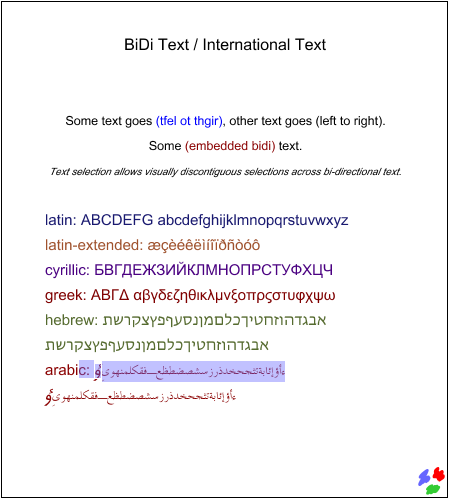 BiDi Text / International Text
Some text goes (tfel ot thgir), other text goes (left to right).
Some (embedded bidi) text.
Text selection allows visually discontiguous selections across bi-directional text.
latin: ABCDEFG abcdefghijklmnopqrstuvwxyz
latin-extended: æçèéêëìíîïðñòóô
cyrillic: БВГДЕЖЗИЙКЛМНОПРСТУФХЦЧ
greek: ΑΒΓΔ αβγδεζηθικλμνξοπρςστυφχψω
hebrew: אבגדהוזחטיךכלםמןנסעףפץצקרשת
אבגדהוזחטיךכלםמןנסעףפץצקרשת
arabic: